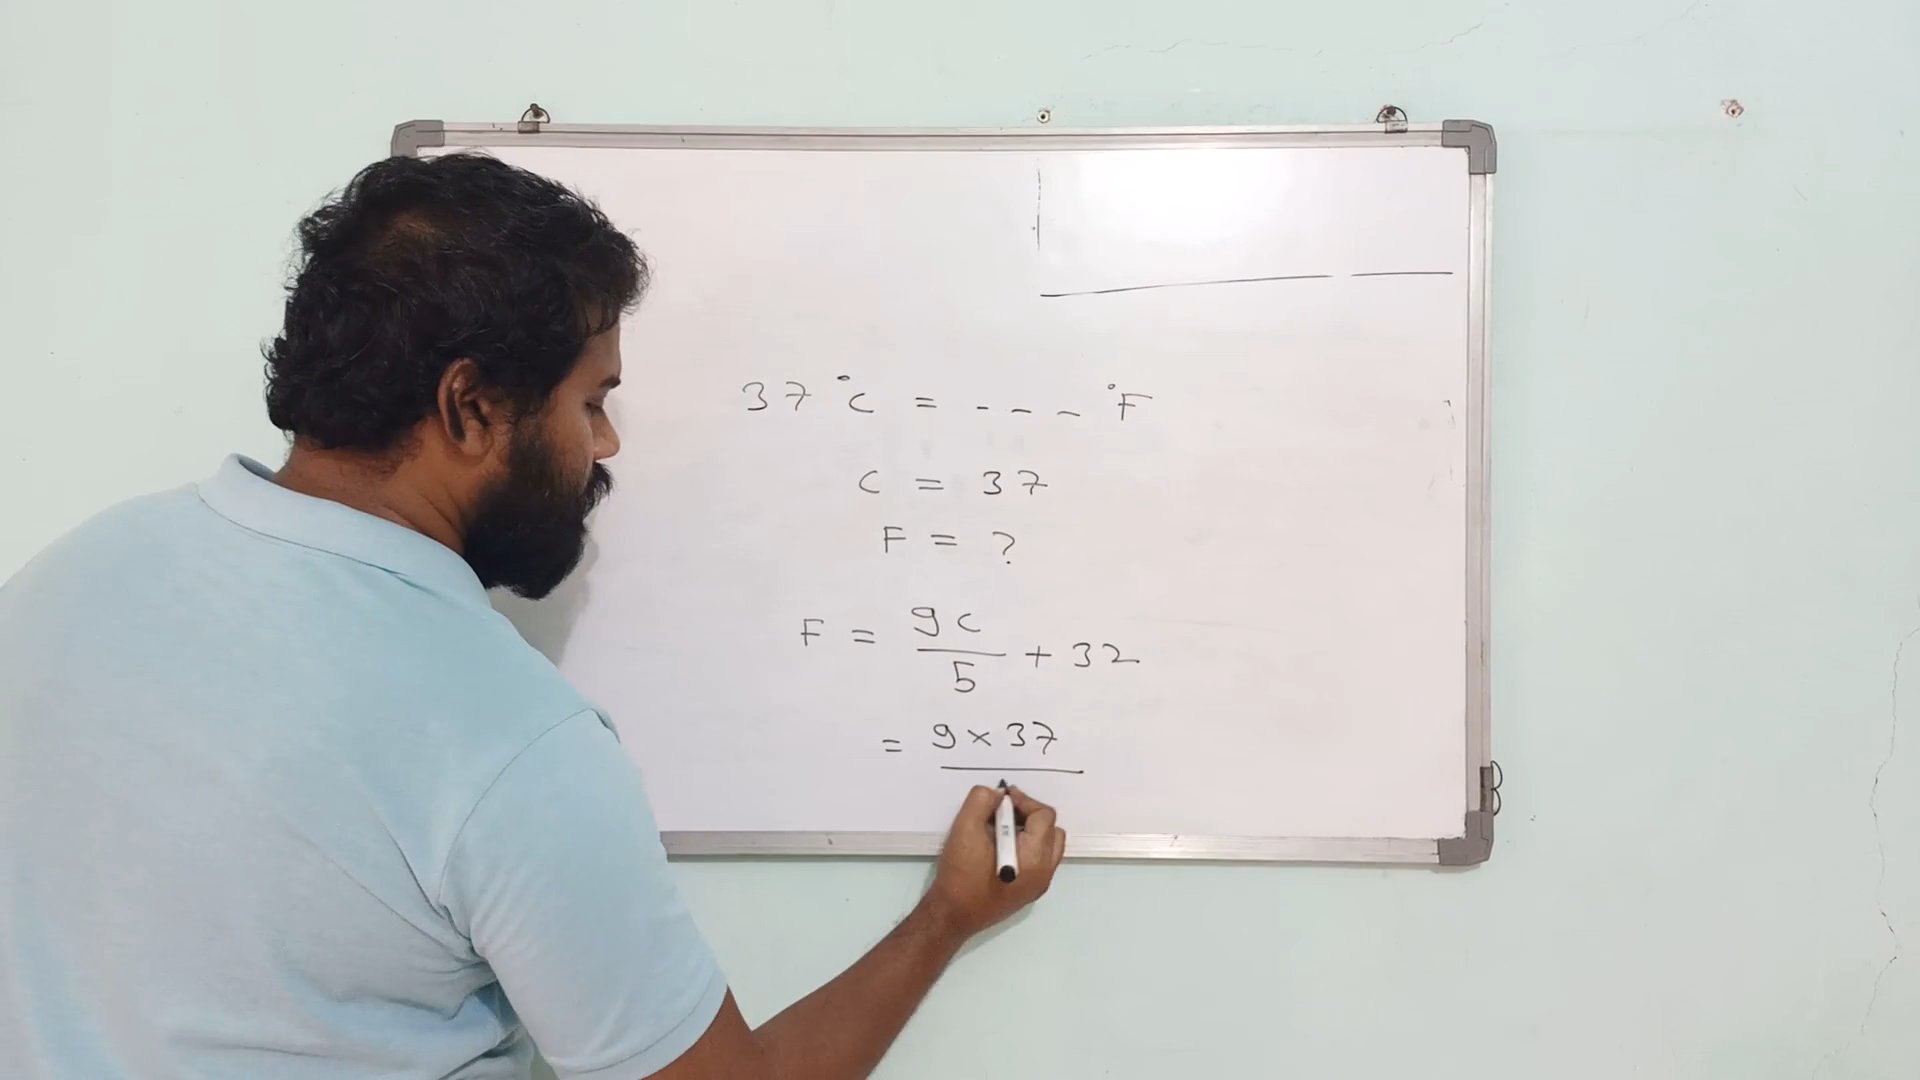 37°C = - - - °F
C = 37
F = ?
F = 9C/5 + 32
= 9 × 37